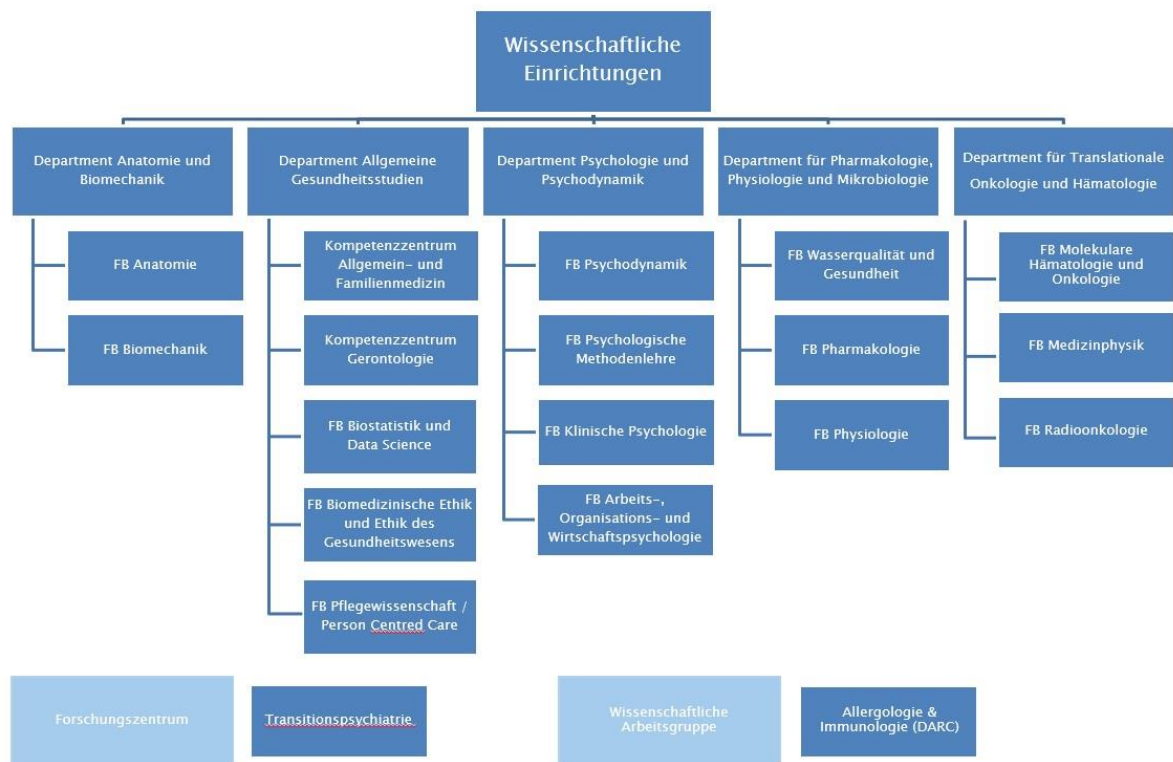 Wissenschaftliche
Einrichtungen
Department Anatomie und
Biomechanik
FB Anatomie
FB Biomechanik
Department Allgemeine
Gesundheitsstudien
Kompetenzzentrum
Allgemein- und
Familienmedizin
Kompetenzzentrum
Gerontologie
FB Biostatistik und
Data Science
FB Biomedizinische Ethik
und Ethik des
Gesundheitswesens
FB Pflegewissenschaft /
Person Centred Care
Department Psychologie und
Psychodynamik
FB Psychodynamik
FB Psychologische
Methodenlehre
FB Klinische Psychologie
FB Arbeits-,
Organisations- und
Wirtschaftspsychologie
Department für Pharmakologie,
Physiologie und Mikrobiologie
FB Wasserqualität und
Gesundheit
FB Pharmakologie
FB Physiologie
Department für Translationale
Onkologie und Hämatologie
FB Molekulare
Hämatologie und
Onkologie
FB Medizinphysik
FB Radioonkologie
Forschungszentrum
Transitionspsychiatrie
Wissenschaftliche
Arbeitsgruppe
Allergologie &
Immunologie (DARC)